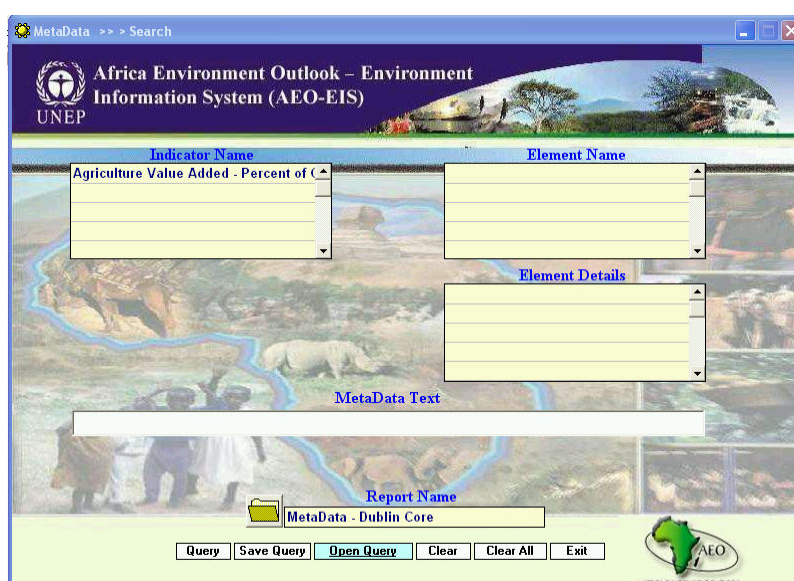 MetaData >> > Search
Africa Environment Outlook – Environment
Information System (AEO-EIS)
UNEP
Indicator Name
Element Name
Agriculture Value Added - Percent of (
Element Details
MetaData Text
Report Name
MetaData - Dublin Core
Query
Save Query
Open Query
Clear
Clear All
Exit
AEO